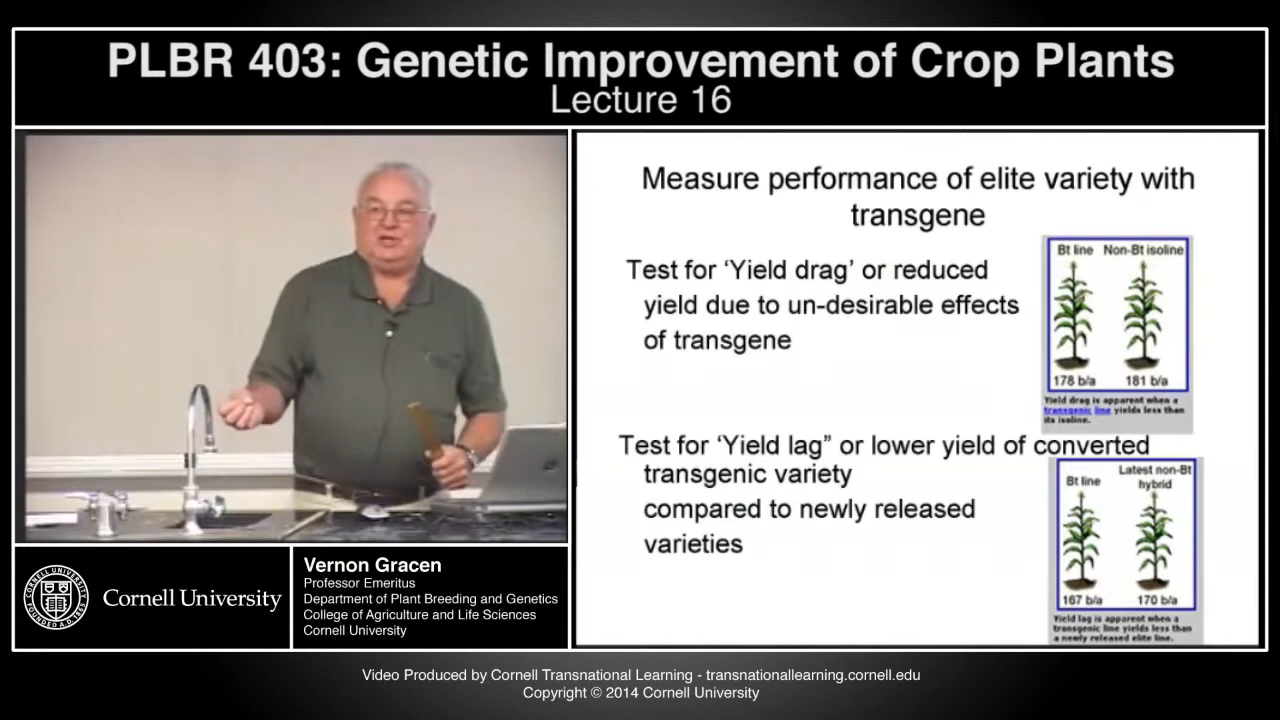 PLBR 403: Genetic Improvement of Crop Plants
Lecture 16
Measure performance of elite variety with
transgene
Test for ‘Yield drag’ or reduced
yield due to un-desirable effects
of transgene
Bt line Non-Bt isoline
178 b/a 181 b/a
Yield drag is apparent when a
transgenic line yields less than
its isoline.
Test for ‘Yield lag” or lower yield of converted
transgenic variety
compared to newly released
varieties
Bt line Latest non-Bt
hybrid
167 b/a 170 b/a
Yield lag is apparent when a
transgenic line yields less than
a newly released elite line.
CORNELL UNIVERSITY
FOUNDED A.D. 1865
Cornell University
Vernon Gracen
Professor Emeritus
Department of Plant Breeding and Genetics
College of Agriculture and Life Sciences
Cornell University
Video Produced by Cornell Transnational Learning - transnationallearning.cornell.edu
Copyright © 2014 Cornell University